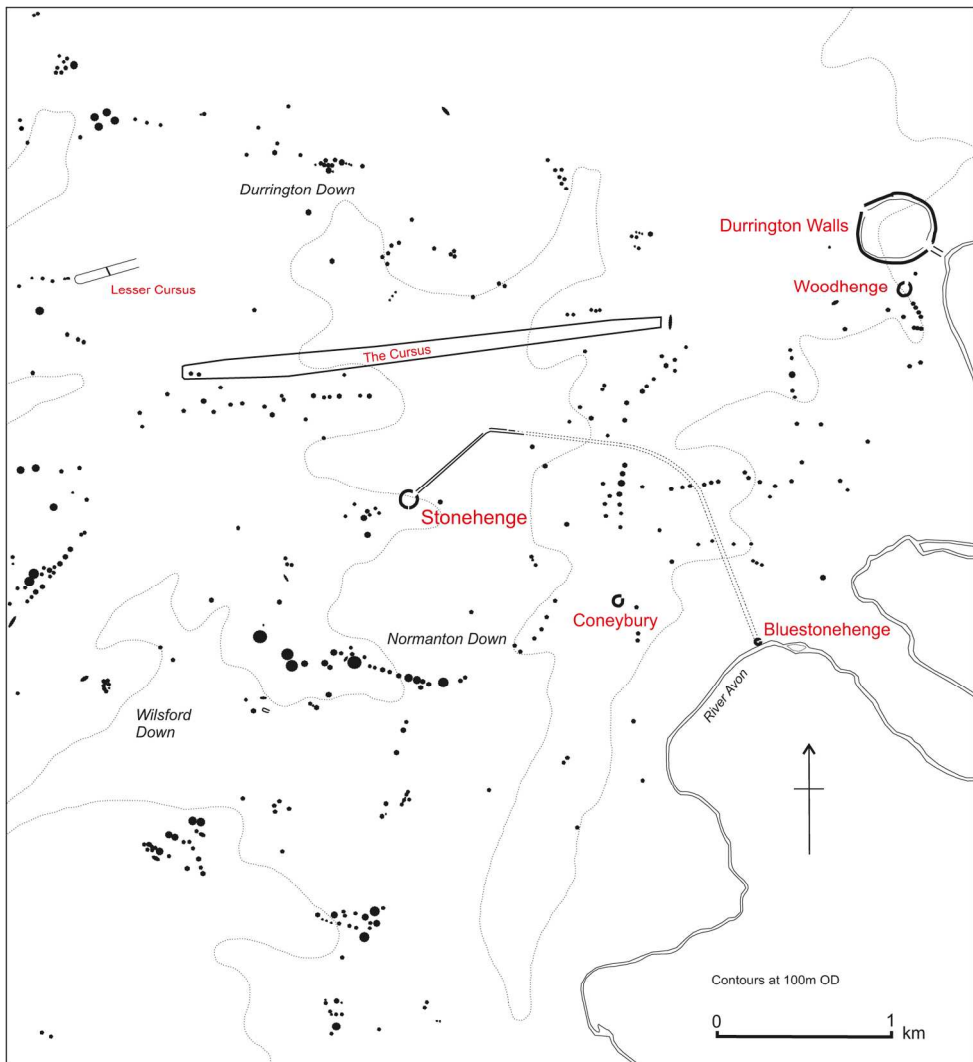 Durrington Down
Durrington Walls
Woodhenge
Lesser Cursus
The Cursus
Stonehenge
Coneybury
Normanton Down
Bluestonehenge
River Avon
Wilsford
Down
Contours at 100m OD
0 1
km